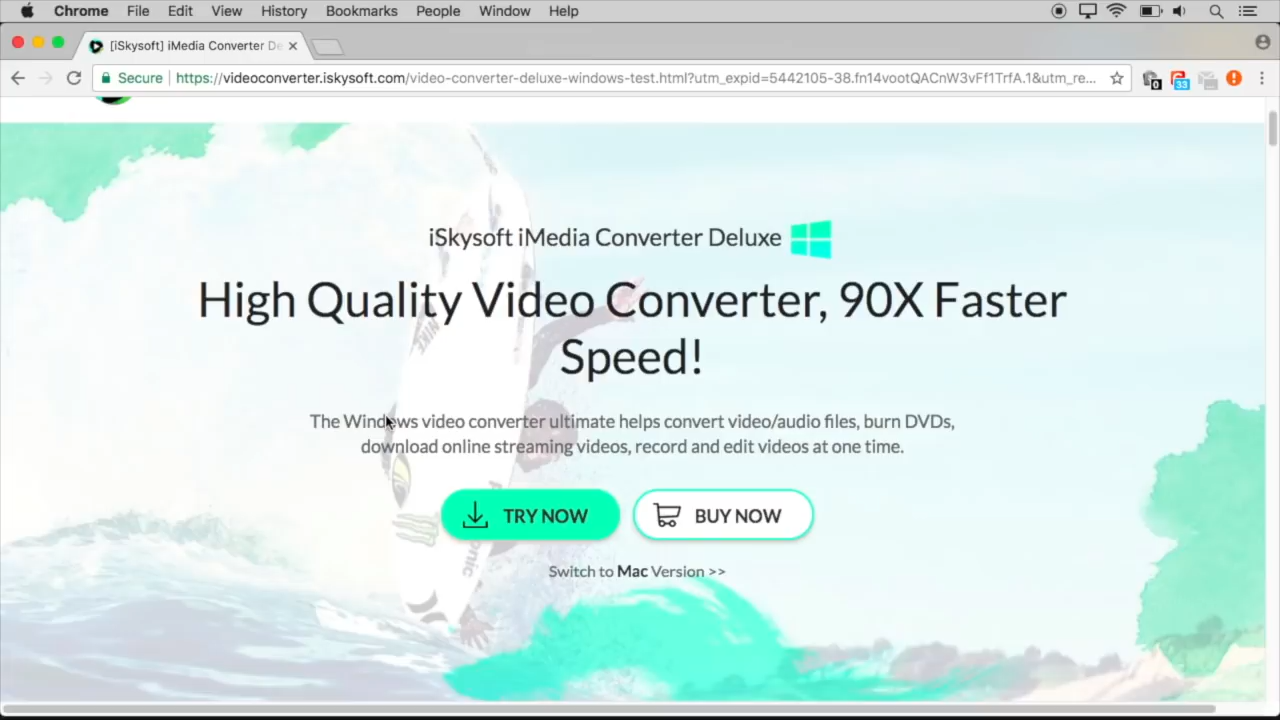 Chrome File Edit View History Bookmarks People Window Help
[iSkysoft] iMedia Converter De
Secure https://videoconverter.iskysoft.com/video-converter-deluxe-windows-test.html?utm_expid=5442105-38.fn14vootQACnW3vFf1TrfA.1&utm_re...
0 33
iSkysoft iMedia Converter Deluxe
High Quality Video Converter, 90X Faster
Speed!
The Windows video converter ultimate helps convert video/audio files, burn DVDs,
download online streaming videos, record and edit videos at one time.
TRY NOW BUY NOW
Switch to Mac Version >>